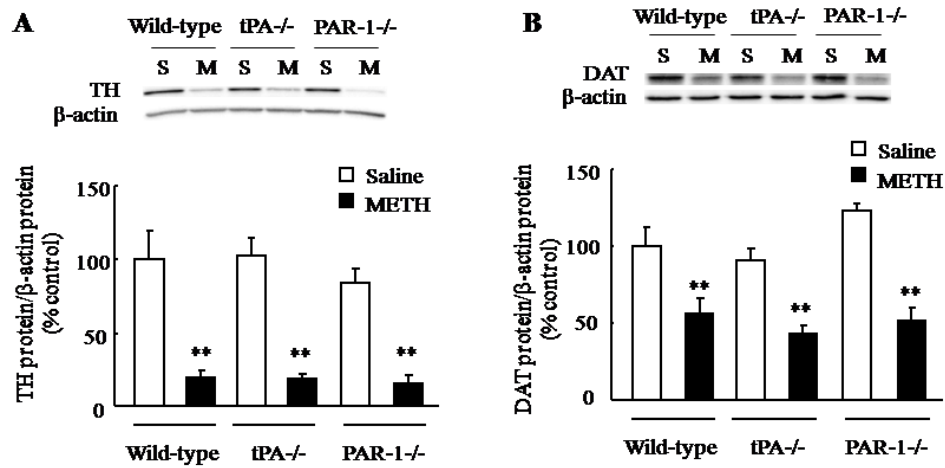 A
Wild-type tPA-/- PAR-1-/-
S M S M S M
TH
β-actin
Saline
METH
150
100
50
0
TH protein/β-actin protein
(% control)
** ** **
Wild-type tPA-/- PAR-1-/-
B
Wild-type tPA-/- PAR-1-/-
S M S M S M
DAT
β-actin
Saline
METH
150
100
50
0
DAT protein/β-actin protein
(% control)
** ** **
Wild-type tPA-/- PAR-1-/-